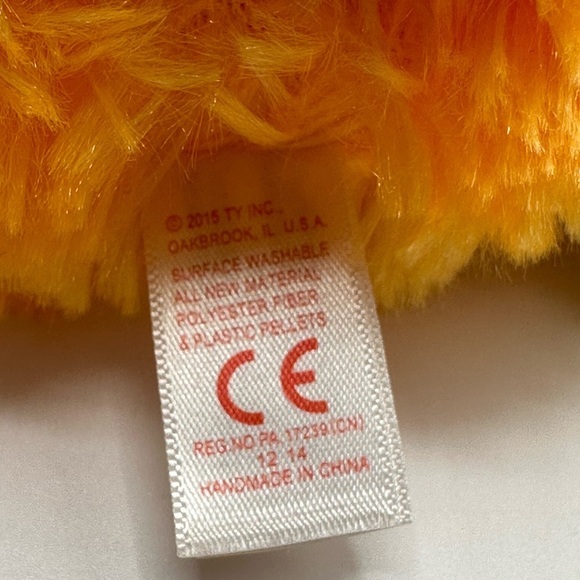 © 2015 TY INC.,
OAKBROOK, IL U.S.A.
SURFACE WASHABLE
ALL NEW MATERIAL
POLYESTER FIBER
& PLASTIC PELLETS
CE
REG.NO PA. 17239(CN)
12 14
HANDMADE IN CHINA